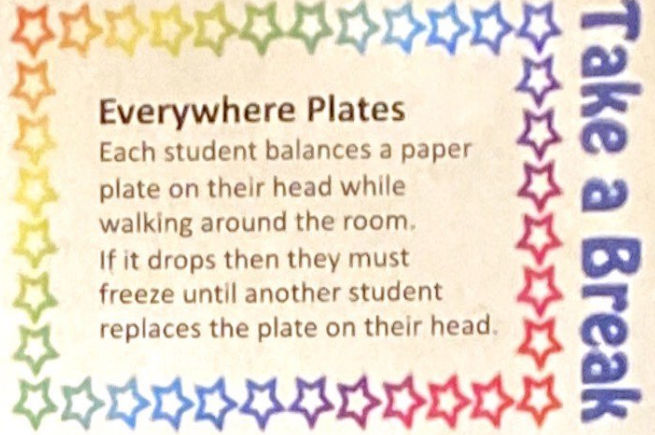 Everywhere Plates
Each student balances a paper
plate on their head while
walking around the room.
If it drops then they must
freeze until another student
replaces the plate on their head.
Take a Break